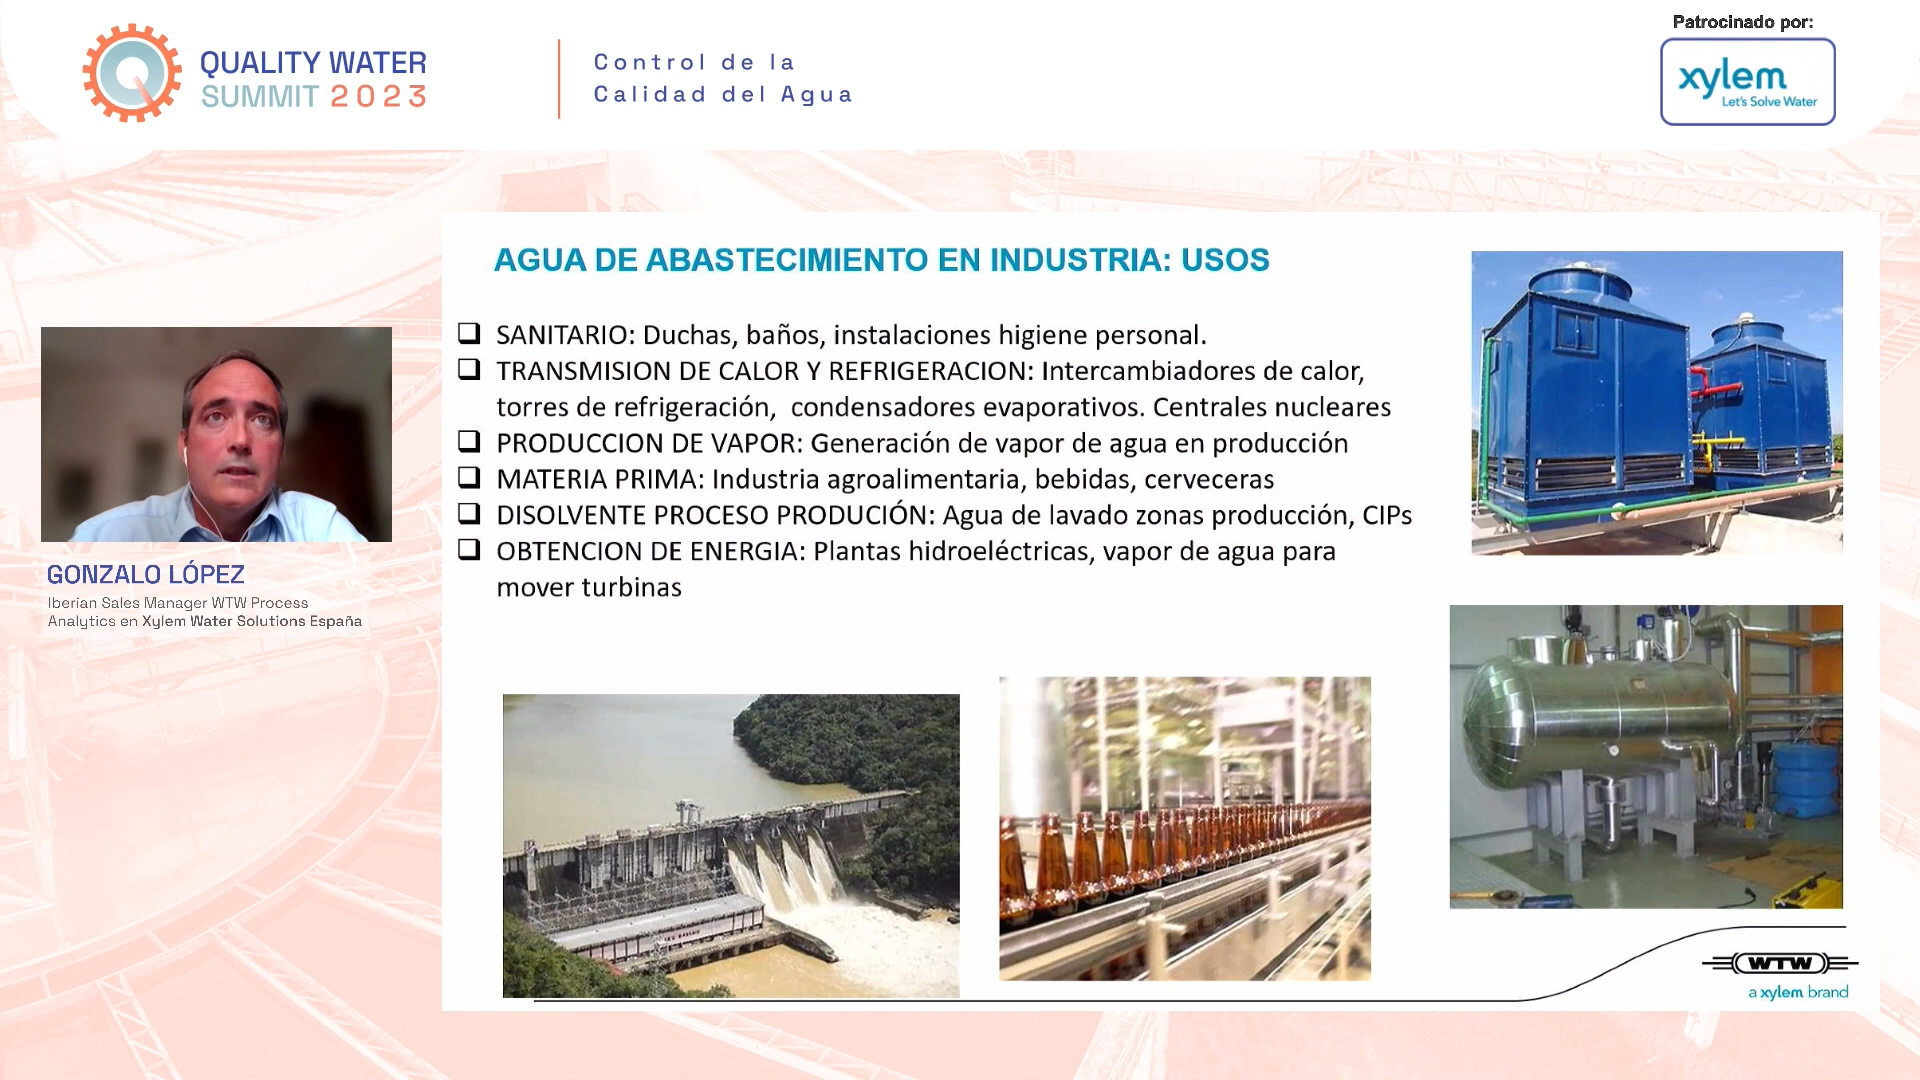 Patrocinado por:
QUALITY WATER
SUMMIT 2023
Control de la
Calidad del Agua
xylem
Let's Solve Water
AGUA DE ABASTECIMIENTO EN INDUSTRIA: USOS
❑ SANITARIO: Duchas, baños, instalaciones higiene personal.
❑ TRANSMISION DE CALOR Y REFRIGERACION: Intercambiadores de calor,
torres de refrigeración, condensadores evaporativos. Centrales nucleares
❑ PRODUCCION DE VAPOR: Generación de vapor de agua en producción
❑ MATERIA PRIMA: Industria agroalimentaria, bebidas, cerveceras
❑ DISOLVENTE PROCESO PRODUCIÓN: Agua de lavado zonas producción, CIPs
❑ OBTENCION DE ENERGIA: Plantas hidroeléctricas, vapor de agua para
mover turbinas
GONZALO LÓPEZ
Iberian Sales Manager WTW Process
Analytics en Xylem Water Solutions España
WTW
a xylem brand